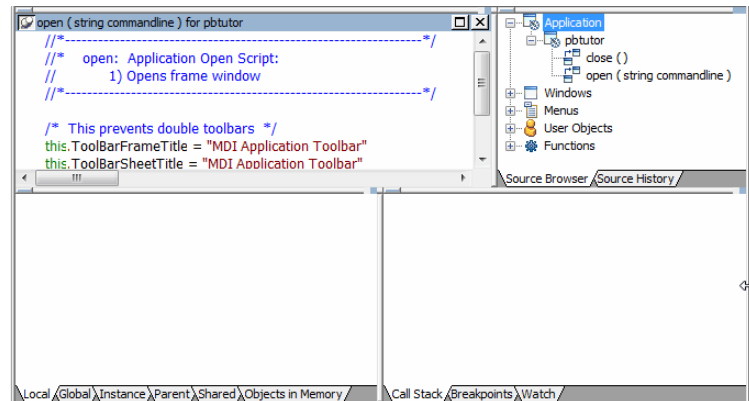 open ( string commandline ) for pbtutor
//*-------------------------------------------------------------------------------*/
//* open: Application Open Script:
// 1) Opens frame window
//*-------------------------------------------------------------------------------*/
/* This prevents double toolbars */
this.ToolBarFrameTitle = "MDI Application Toolbar"
this.ToolBarSheetTitle = "MDI Application Toolbar"
Application
pbtutor
close ( )
open ( string commandline )
Windows
Menus
User Objects
Functions
Source Browser Source History
Local Global Instance Parent Shared Objects in Memory
Call Stack Breakpoints Watch